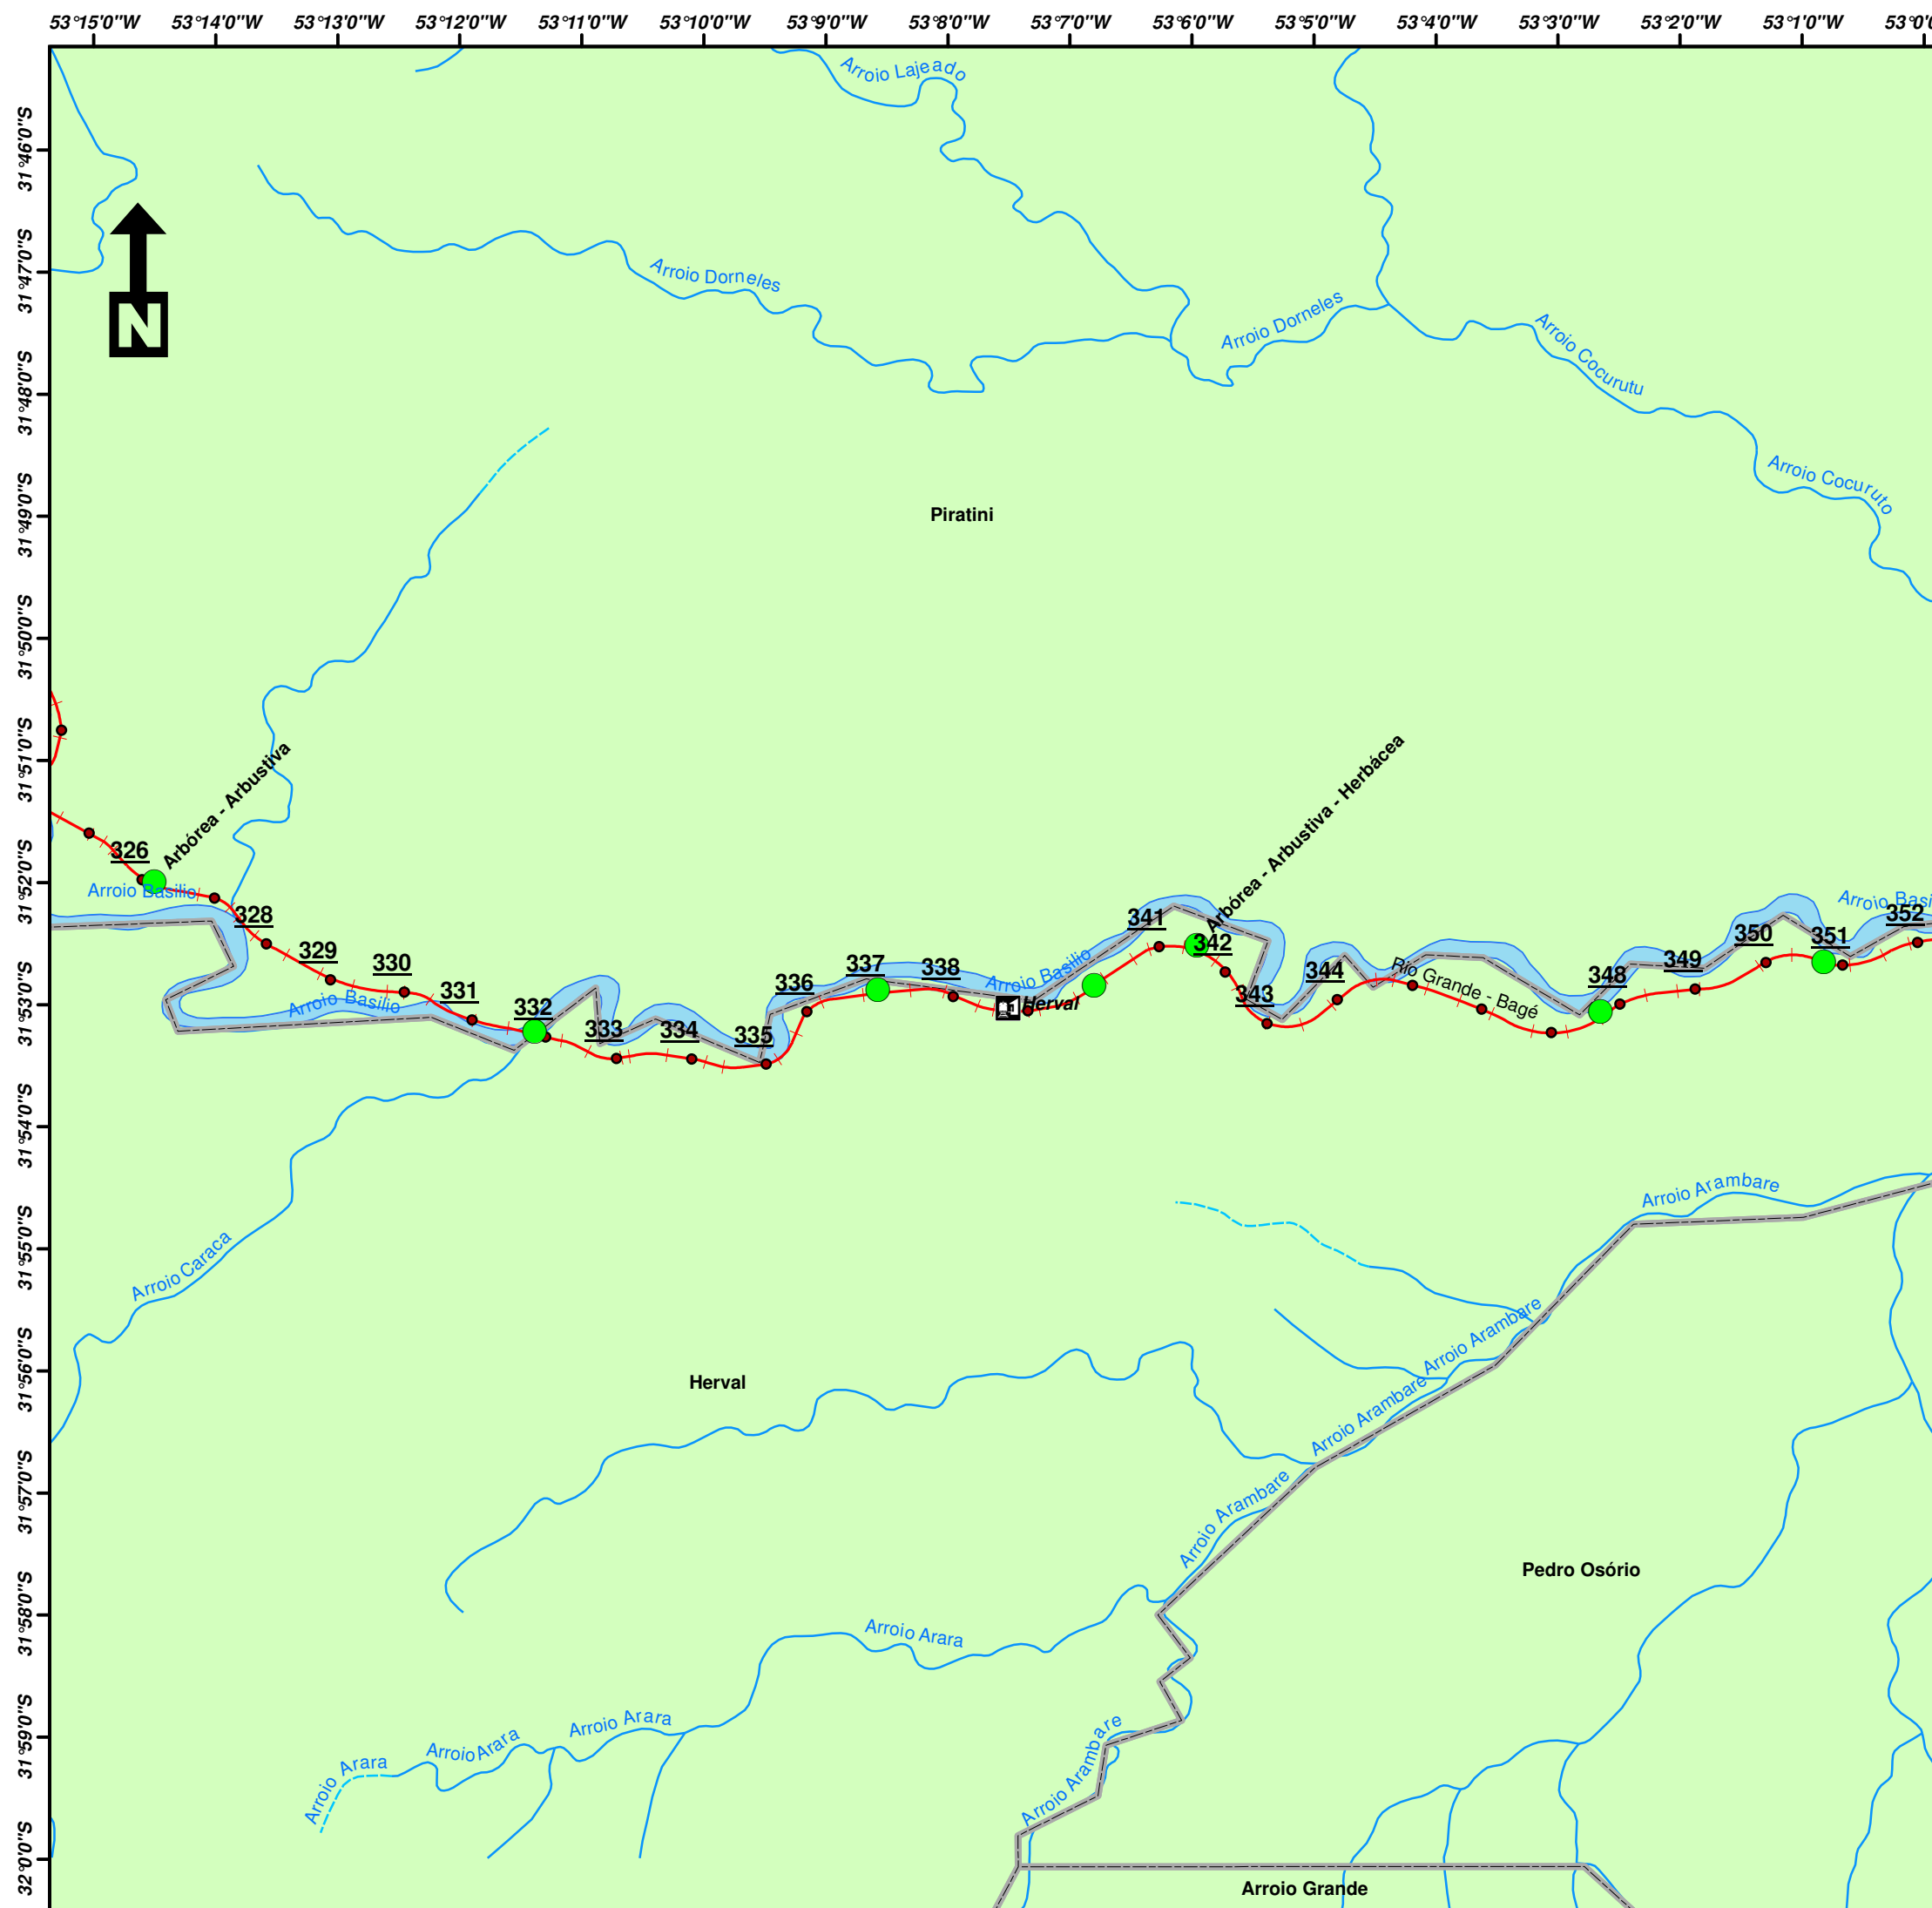 53°15'0"W 53°14'0"W 53°13'0"W 53°12'0"W 53°11'0"W 53°10'0"W 53°9'0"W 53°8'0"W 53°7'0"W 53°6'0"W 53°5'0"W 53°4'0"W 53°3'0"W 53°2'0"W 53°1'0"W
Arroio Lajeado
31°46'0"S
31°47'0"S
N
Arroio Dorneles
Arroio Dorneles
Arroio Cocurutu
31°48'0"S
Arroio Cocuruto
31°49'0"S
Piratini
31°50'0"S
31°51'0"S
Arbórea - Arbustiva
Arbórea - Arbustiva - Herbácea
31°52'0"S
326
Arroio Basilio
328
329
330
331
332
333
334
335
336
337
338
341
342
343
344
348
349
350
351
352
Arroio Basilio
Arroio Basilio
Arroio Basi
Herval
Rio Grande - Bagé
31°53'0"S
31°54'0"S
Arroio Arambare
31°55'0"S
Arroio Caraca
Arroio Arambare
31°56'0"S
Herval
Arroio Arambare
31°57'0"S
Arroio Arambare
Pedro Osório
31°58'0"S
Arroio Arara
31°59'0"S
Arroio Arara
Arroio Arara
Arroio Arara
Arroio Arambare
32°0'0"S
Arroio Grande